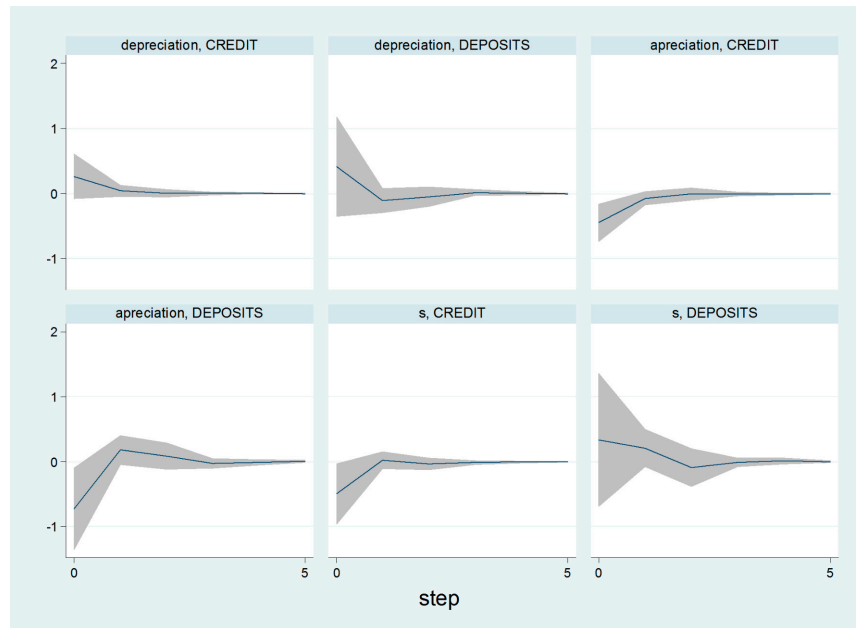 depreciation, CREDIT
depreciation, DEPOSITS
apreciation, CREDIT
2
1
0
-1
apreciation, DEPOSITS
s, CREDIT
s, DEPOSITS
2
1
0
-1
0
5
0
5
0
5
step